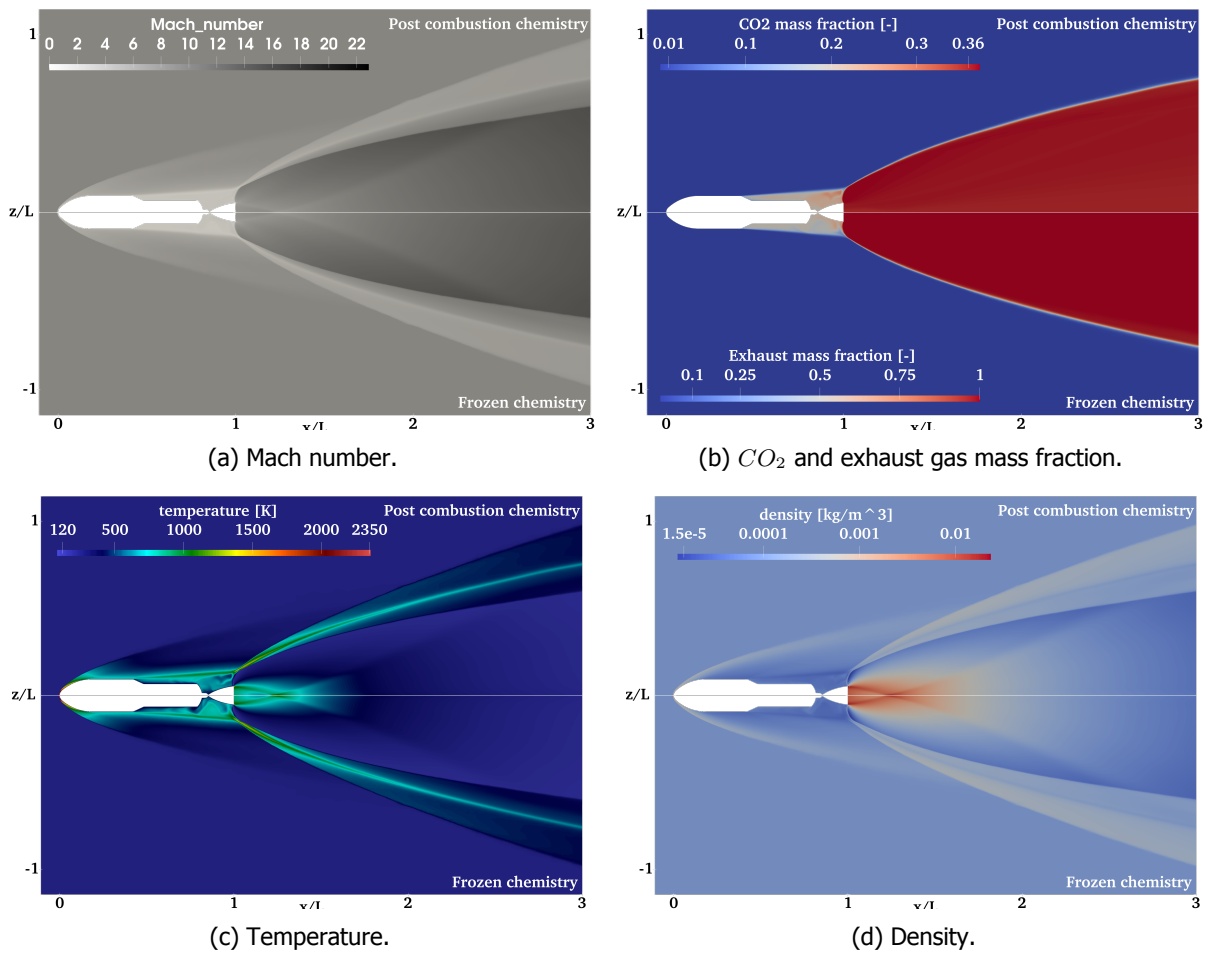 Mach_number
Post combustion chemistry
0 2 4 6 8 10 12 14 16 18 20 22
1
z/L
-1
Frozen chemistry
0 1 x/L 2 3
(a) Mach number.
CO2 mass fraction [-]
Post combustion chemistry
0.01 0.1 0.2 0.3 0.36
1
z/L
Exhaust mass fraction [-]
0.1 0.25 0.5 0.75 1
-1
Frozen chemistry
0 1 x/L 2 3
(b) CO₂ and exhaust gas mass fraction.
temperature [K]
Post combustion chemistry
120 500 1000 1500 2000 2350
1
z/L
-1
Frozen chemistry
0 1 x/L 2 3
(c) Temperature.
density [kg/m^3]
Post combustion chemistry
1.5e-5 0.0001 0.001 0.01
1
z/L
-1
Frozen chemistry
0 1 x/L 2 3
(d) Density.